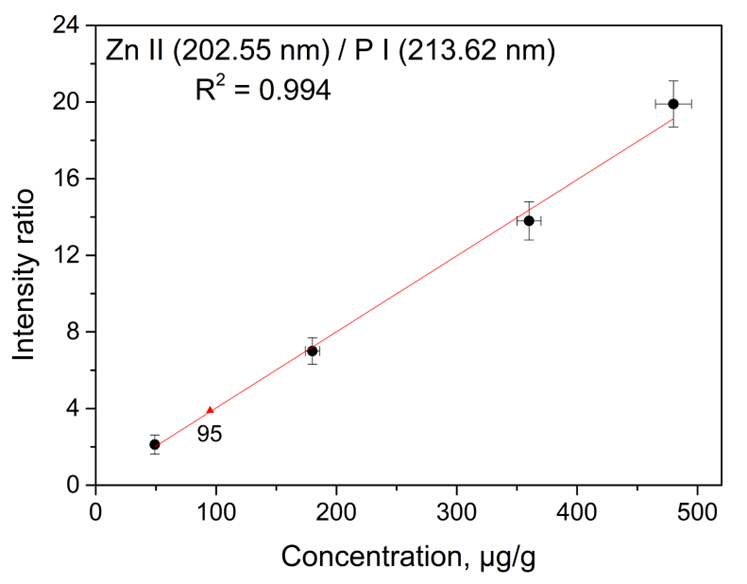 Zn II (202.55 nm) / P I (213.62 nm)
R² = 0.994
24
20
16
12
8
4
0
Intensity ratio
95
0 100 200 300 400 500
Concentration, µg/g